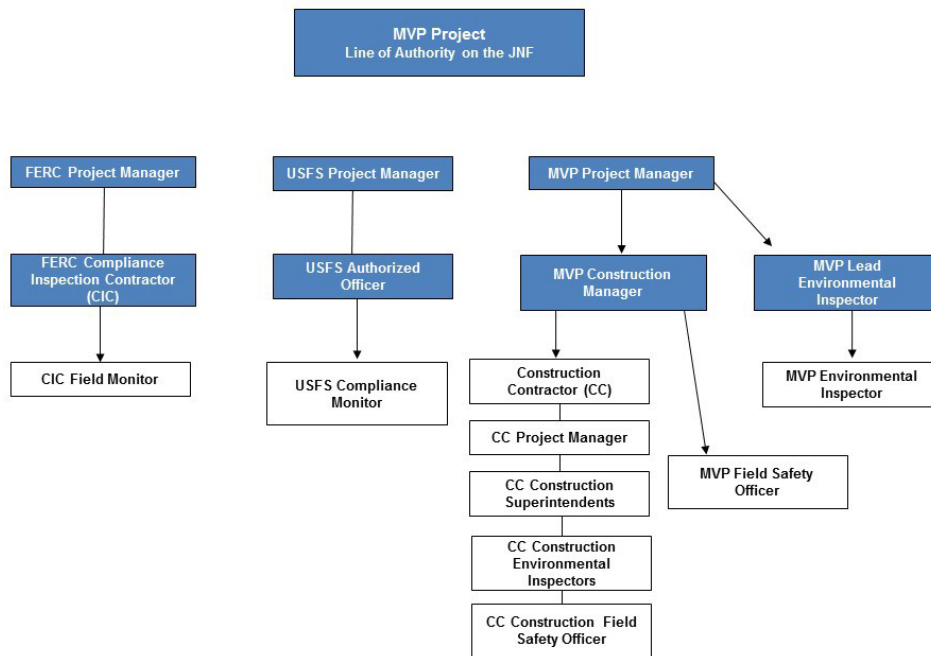 MVP Project
Line of Authority on the JNF
FERC Project Manager
USFS Project Manager
MVP Project Manager
FERC Compliance
Inspection Contractor
(CIC)
USFS Authorized
Officer
MVP Construction
Manager
MVP Lead
Environmental
Inspector
CIC Field Monitor
USFS Compliance
Monitor
Construction
Contractor (CC)
MVP Environmental
Inspector
CC Project Manager
MVP Field Safety
Officer
CC Construction
Superintendents
CC Construction
Environmental
Inspectors
CC Construction Field
Safety Officer